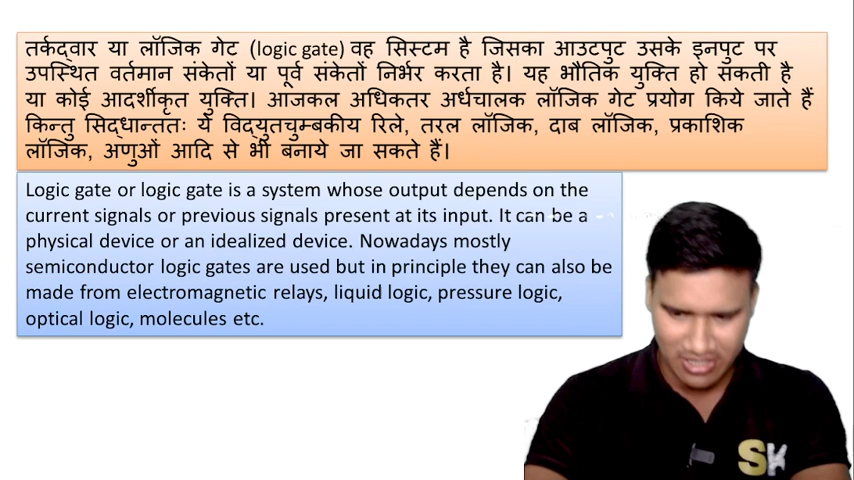 तर्कद्वार या लॉजिक गेट (logic gate) वह सिस्टम है जिसका आउटपुट उसके इनपुट पर
उपस्थित वर्तमान संकेतों या पूर्व संकेतों निर्भर करता है। यह भौतिक युक्ति हो सकती है
या कोई आदर्शीकृत युक्ति। आजकल अधिकतर अर्धचालक लॉजिक गेट प्रयोग किये जाते हैं
किन्तु सिद्धान्ततः ये विद्युतचुम्बकीय रिले, तरल लॉजिक, दाब लॉजिक, प्रकाशिक
लॉजिक, अणुओं आदि से भी बनाये जा सकते हैं।
Logic gate or logic gate is a system whose output depends on the
current signals or previous signals present at its input. It can be a
physical device or an idealized device. Nowadays mostly
semiconductor logic gates are used but in principle they can also be
made from electromagnetic relays, liquid logic, pressure logic,
optical logic, molecules etc.
SK